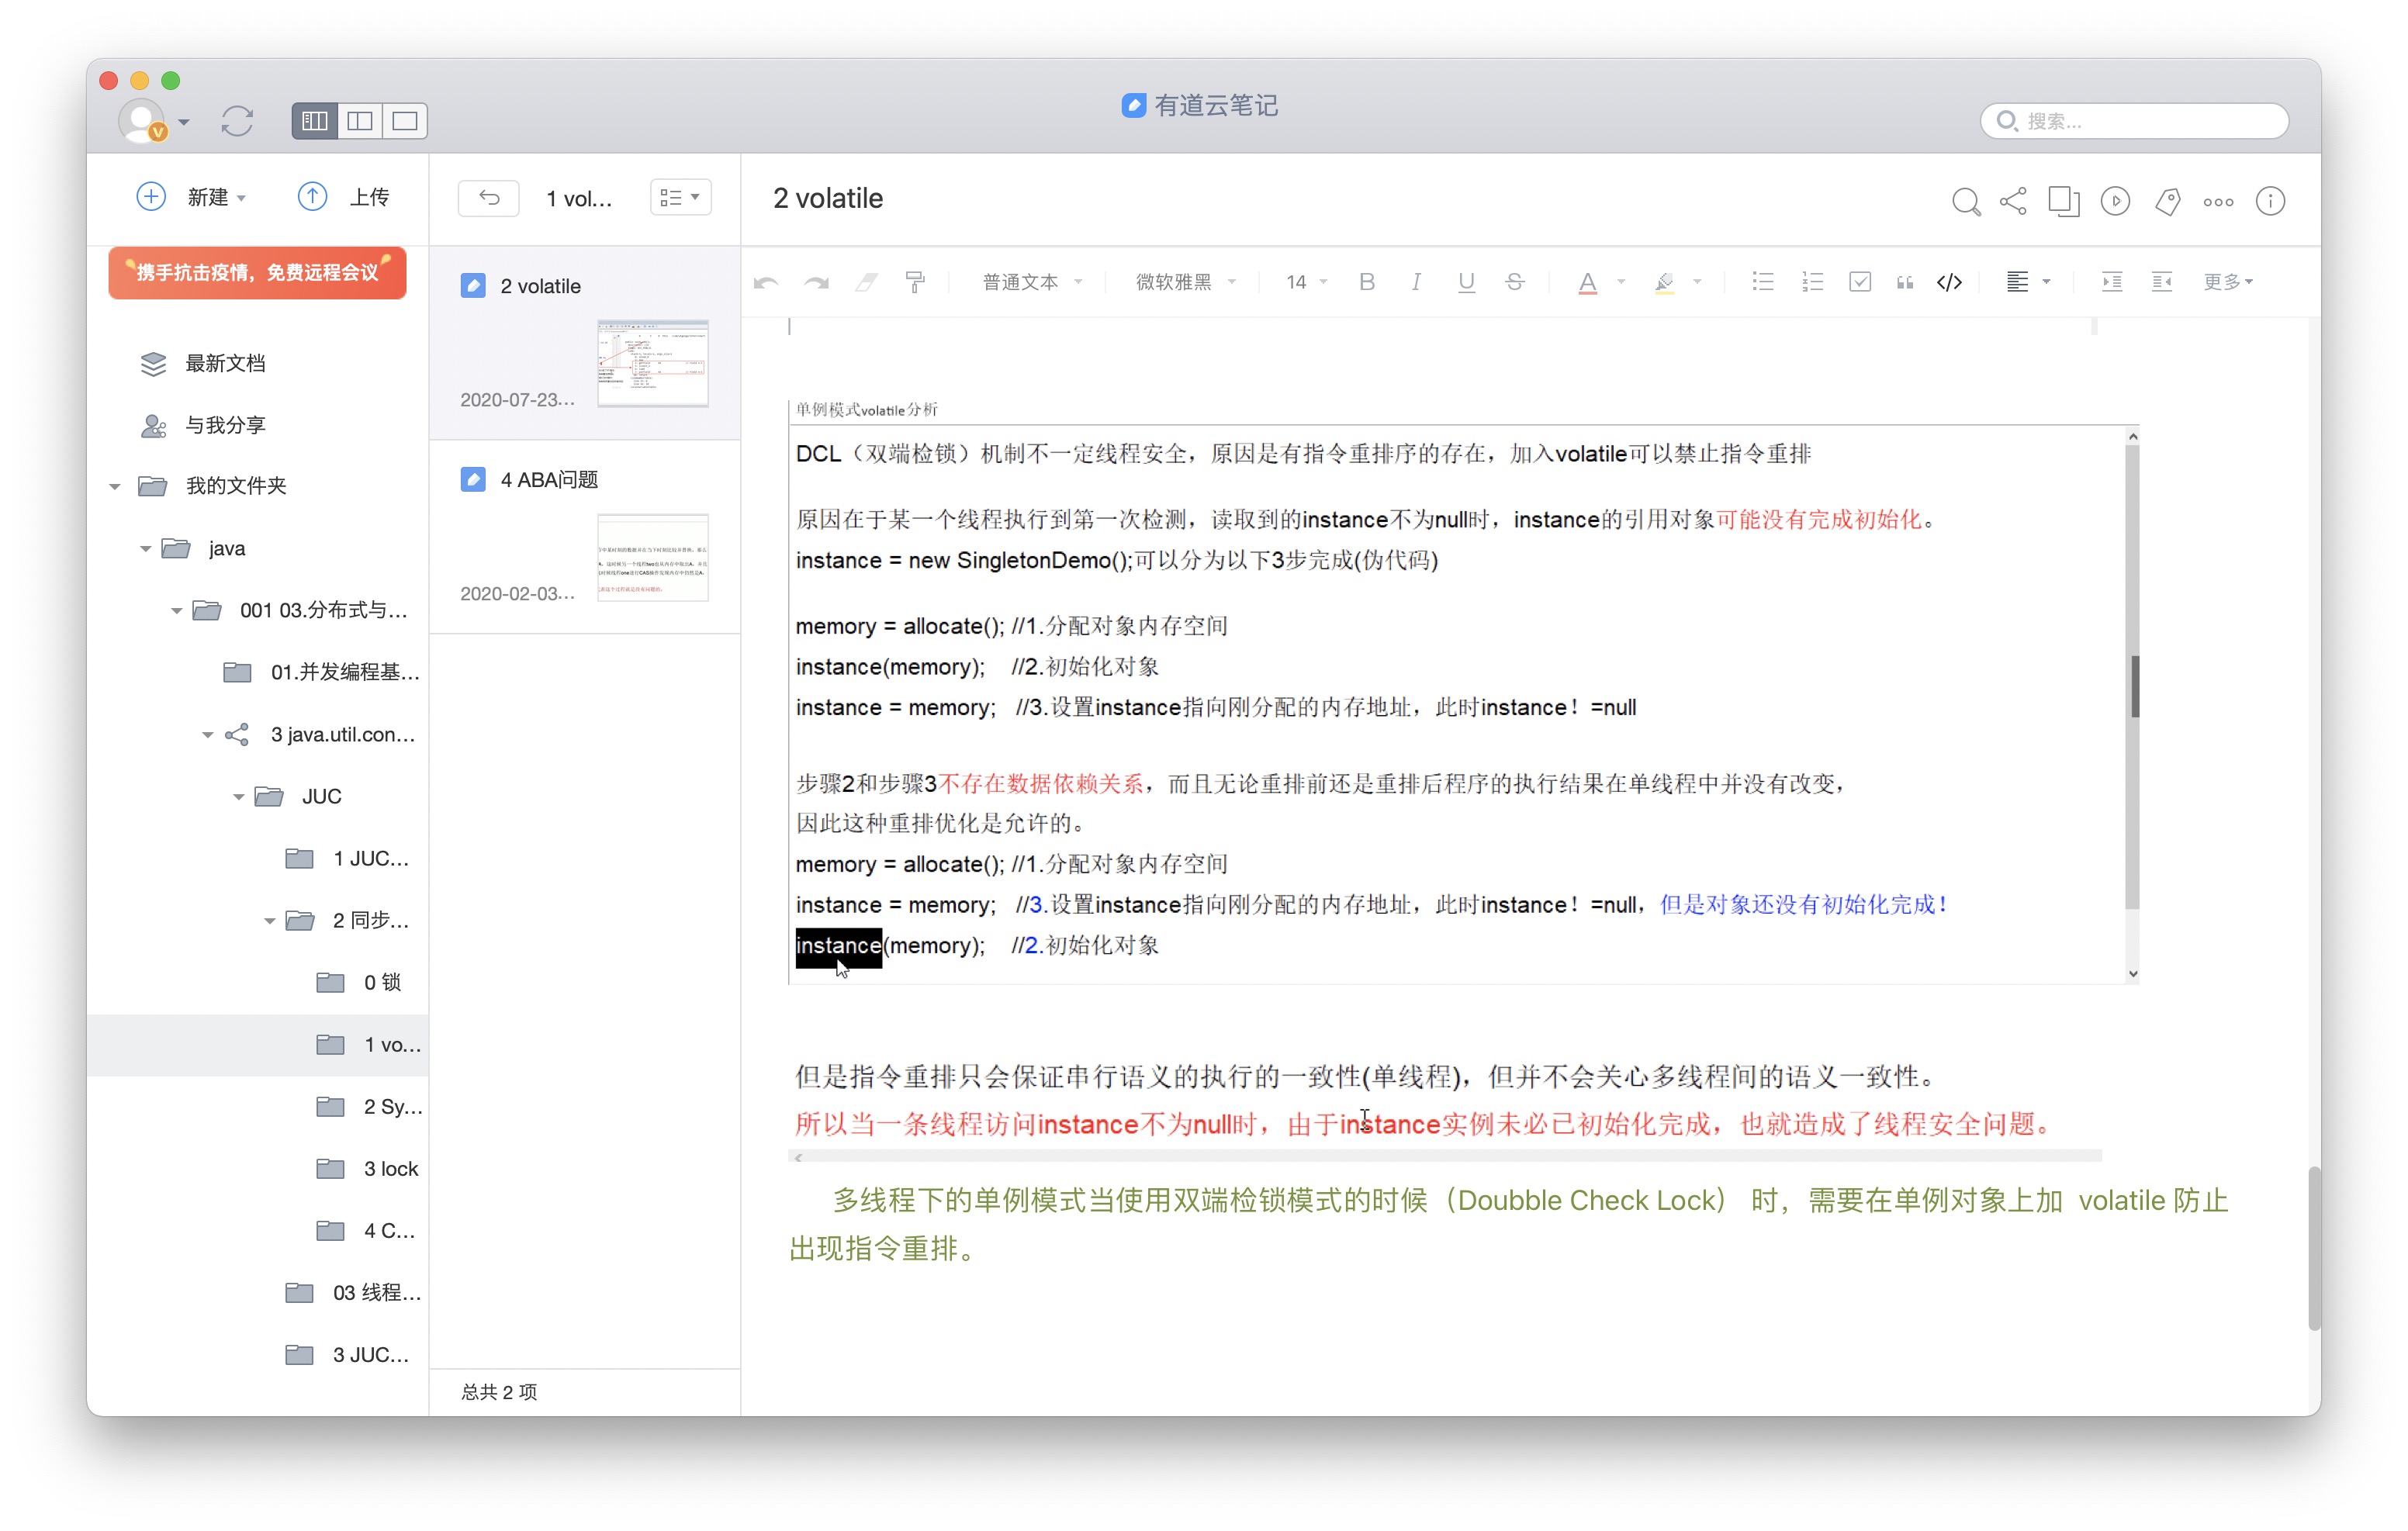 有道云笔记
搜索...
新建
上传
1 vol...
2 volatile
携手抗击疫情，免费远程会议
最新文档
与我分享
我的文件夹
java
001 03.分布式与...
01.并发编程基...
3 java.util.con...
JUC
1 JUC...
2 同步...
0 锁
1 vo...
2 Sy...
3 lock
4 C...
03 线程...
3 JUC...
2 volatile
2020-07-23...
4 ABA问题
2020-02-03...
总共 2 项
普通文本
微软雅黑
14
B
I
U
S
A
更多
单例模式volatile分析
DCL（双端检锁）机制不一定线程安全，原因是有指令重排序的存在，加入volatile可以禁止指令重排
原因在于某一个线程执行到第一次检测，读取到的instance不为null时，instance的引用对象可能没有完成初始化。
instance = new SingletonDemo();可以分为以下3步完成(伪代码)
memory = allocate(); //1.分配对象内存空间
instance(memory); //2.初始化对象
instance = memory; //3.设置instance指向刚分配的内存地址，此时instance！=null
步骤2和步骤3不存在数据依赖关系，而且无论重排前还是重排后程序的执行结果在单线程中并没有改变，
因此这种重排优化是允许的。
memory = allocate(); //1.分配对象内存空间
instance = memory; //3.设置instance指向刚分配的内存地址，此时instance！=null，但是对象还没有初始化完成！
instance(memory); //2.初始化对象
但是指令重排只会保证串行语义的执行的一致性(单线程)，但并不会关心多线程间的语义一致性。
所以当一条线程访问instance不为null时，由于instance实例未必已初始化完成，也就造成了线程安全问题。
多线程下的单例模式当使用双端检锁模式的时候（Doubble Check Lock） 时，需要在单例对象上加 volatile 防止
出现指令重排。